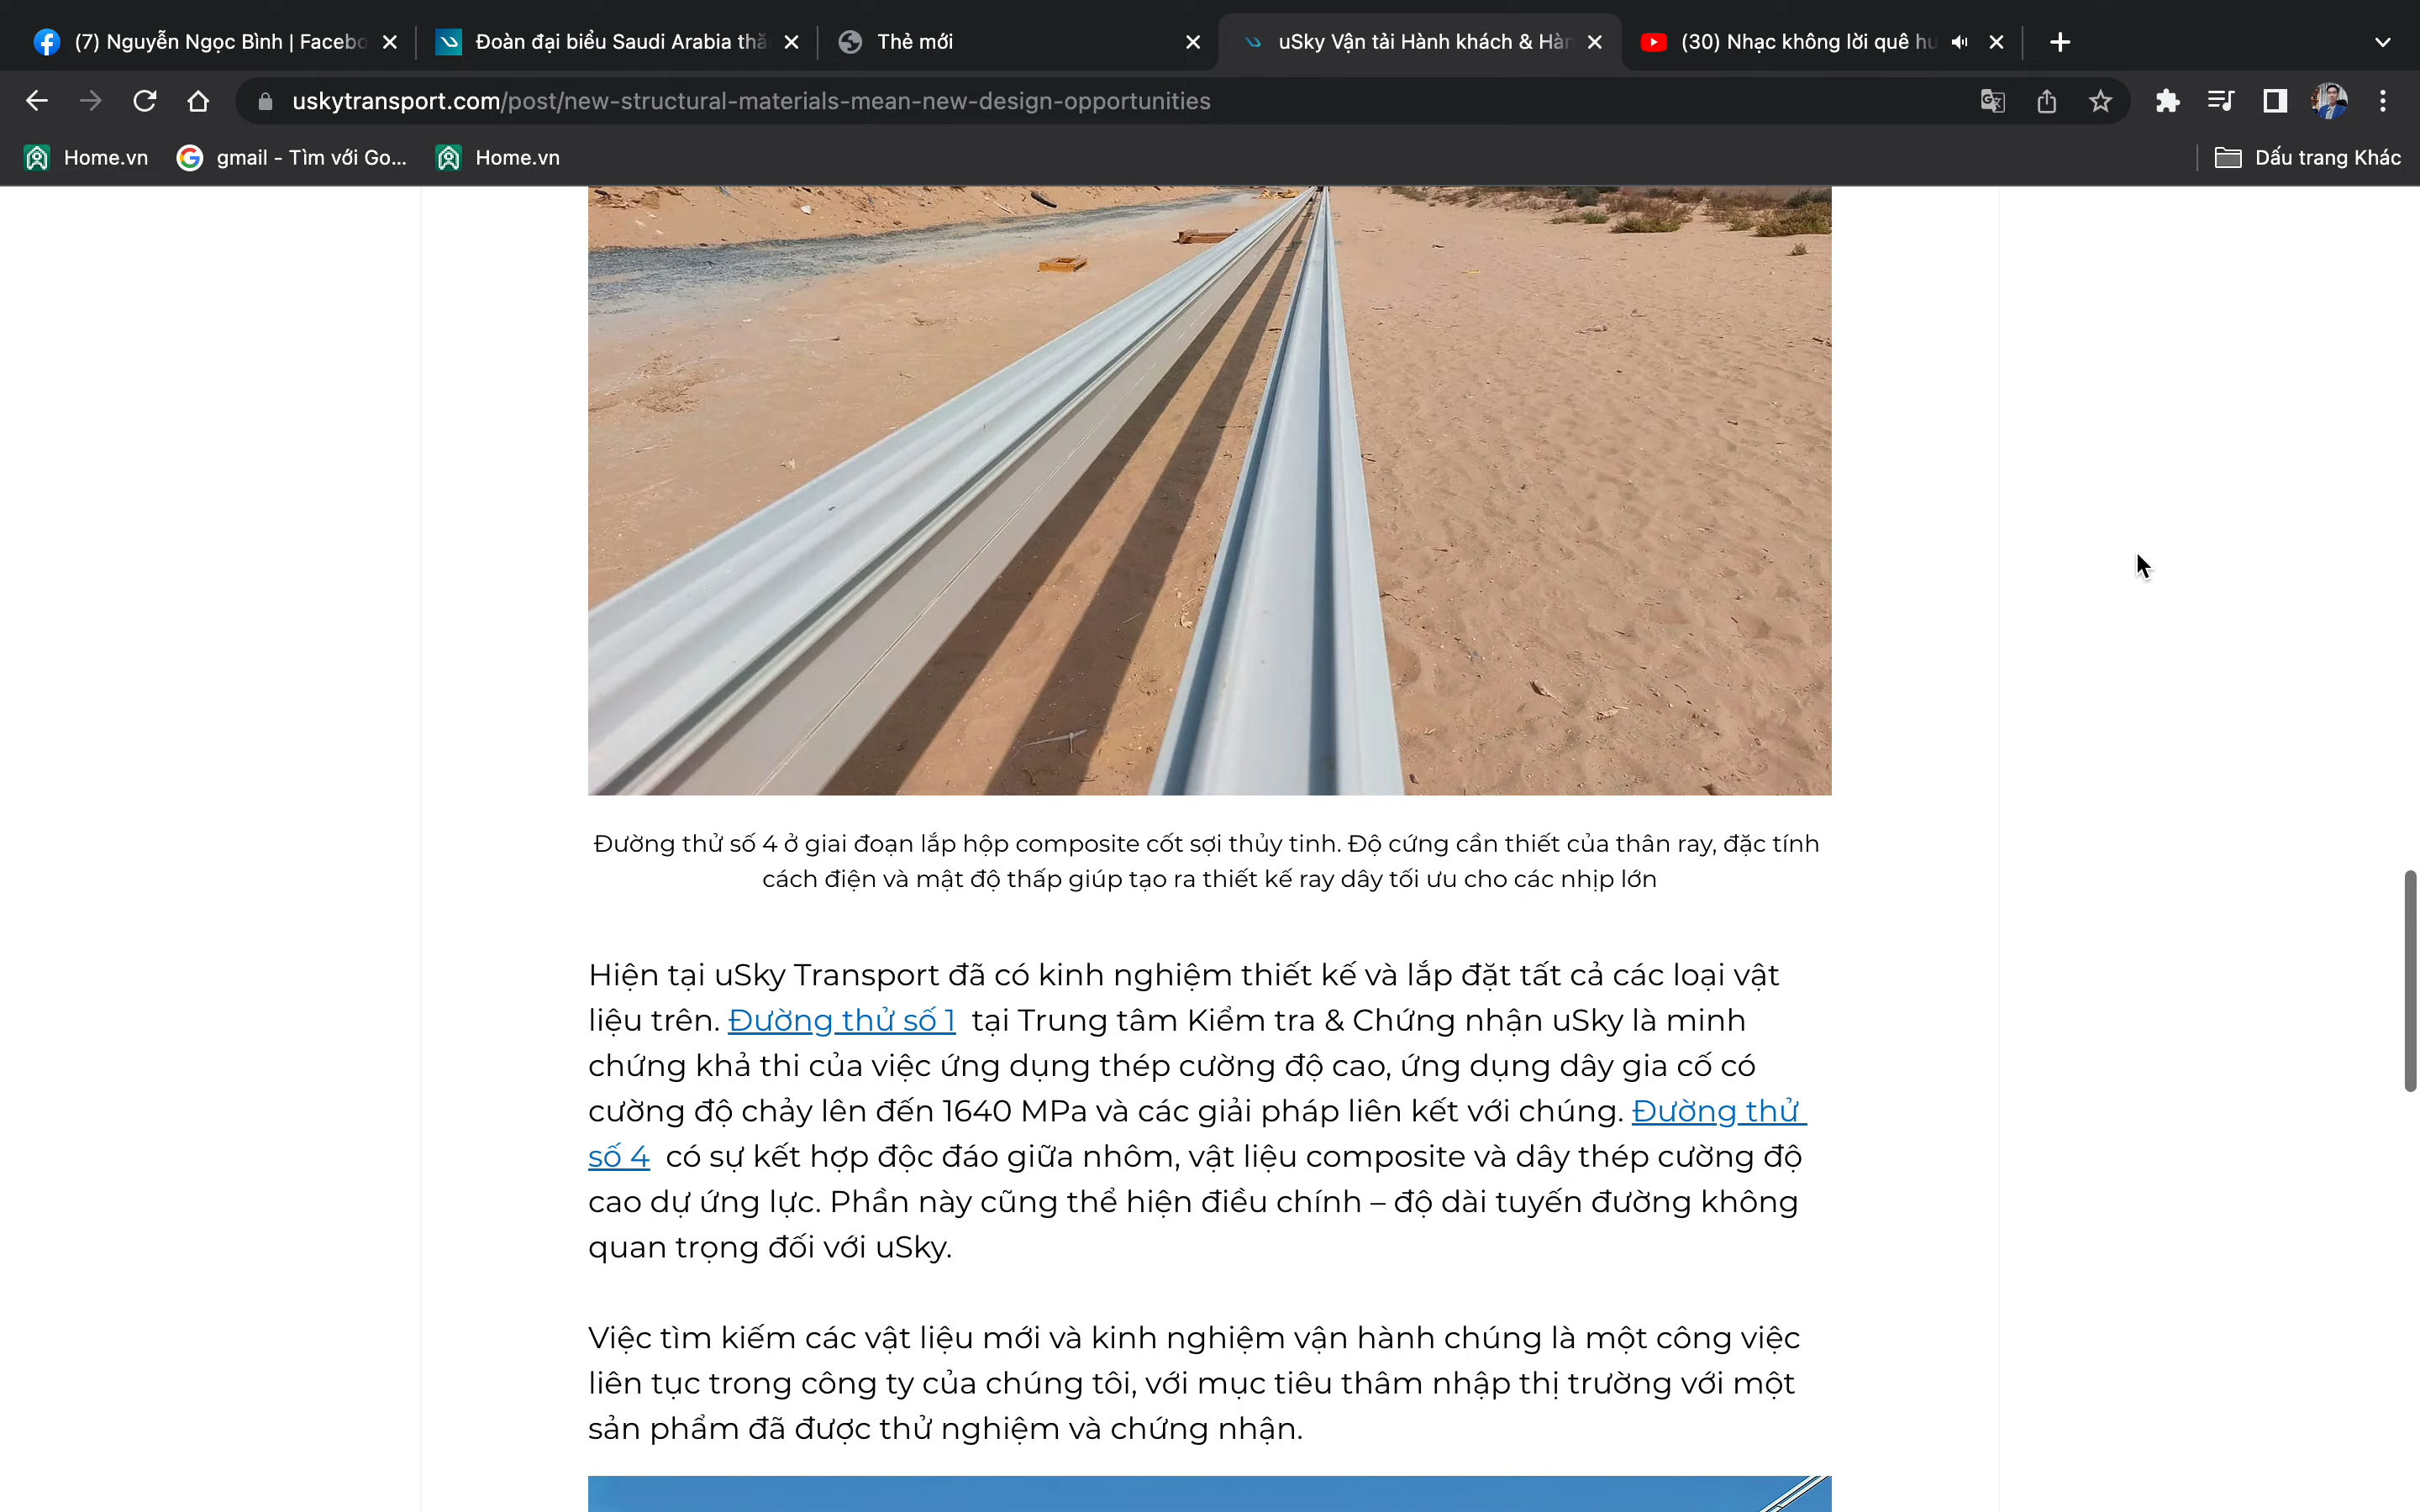 (7) Nguyễn Ngọc Bình | Facebo
Đoàn đại biểu Saudi Arabia thă
Thẻ mới
uSky Vận tải Hành khách & Hàn
(30) Nhạc không lời quê hư
uskytransport.com/post/new-structural-materials-mean-new-design-opportunities
Home.vn
gmail - Tìm với Go...
Home.vn
Dấu trang Khác
Đường thử số 4 ở giai đoạn lắp hộp composite cốt sợi thủy tinh. Độ cứng cần thiết của thân ray, đặc tính
cách điện và mật độ thấp giúp tạo ra thiết kế ray dây tối ưu cho các nhịp lớn
Hiện tại uSky Transport đã có kinh nghiệm thiết kế và lắp đặt tất cả các loại vật
liệu trên. Đường thử số 1 tại Trung tâm Kiểm tra & Chứng nhận uSky là minh
chứng khả thi của việc ứng dụng thép cường độ cao, ứng dụng dây gia cố có
cường độ chảy lên đến 1640 MPa và các giải pháp liên kết với chúng. Đường thử
số 4 có sự kết hợp độc đáo giữa nhôm, vật liệu composite và dây thép cường độ
cao dự ứng lực. Phần này cũng thể hiện điều chính – độ dài tuyến đường không
quan trọng đối với uSky.
Việc tìm kiếm các vật liệu mới và kinh nghiệm vận hành chúng là một công việc
liên tục trong công ty của chúng tôi, với mục tiêu thâm nhập thị trường với một
sản phẩm đã được thử nghiệm và chứng nhận.